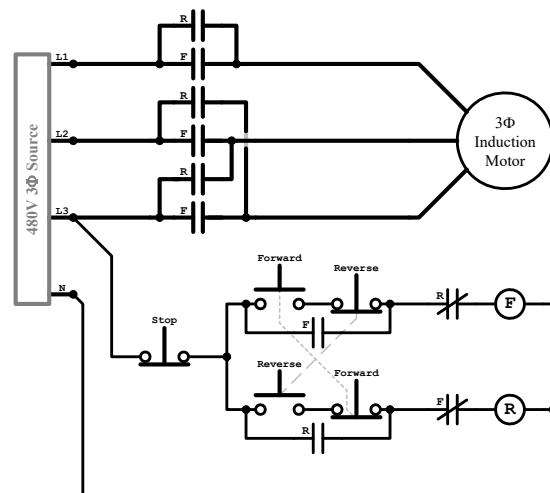 R
L1
F
R
L2
F
R
L3
F
N
480V 3Φ Source
3Φ
Induction
Motor
Forward
Reverse
R
F
F
Stop
Reverse
Forward
F
R
R